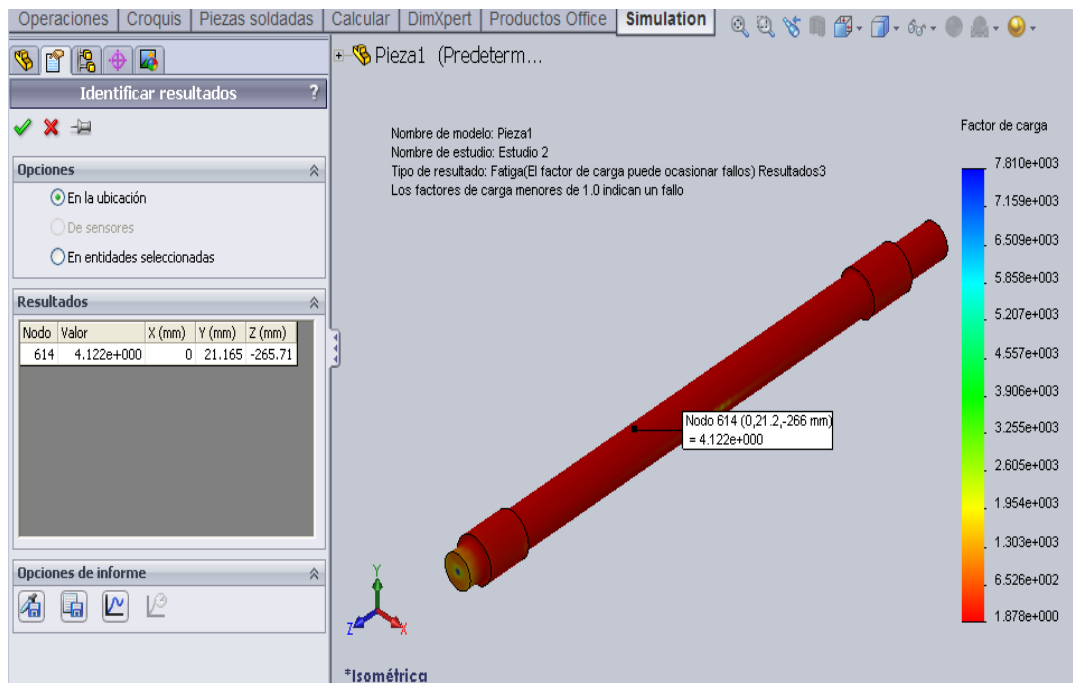 Operaciones Croquis Piezas soldadas Calcular DimXpert Productos Office Simulation
Pieza1 (Predeterm...
Identificar resultados ?
Opciones
En la ubicación
De sensores
En entidades seleccionadas
Resultados
Nodo Valor X (mm) Y (mm) Z (mm)
614 4.122e+000 0 21.165 -265.71
Opciones de informe
Nombre de modelo: Pieza1
Nombre de estudio: Estudio 2
Tipo de resultado: Fatiga(El factor de carga puede ocasionar fallos) Resultados3
Los factores de carga menores de 1.0 indican un fallo
Nodo 614 (0,21.2,-266 mm)
= 4.122e+000
Factor de carga
7.810e+003
7.159e+003
6.509e+003
5.858e+003
5.207e+003
4.557e+003
3.906e+003
3.255e+003
2.605e+003
1.954e+003
1.303e+003
6.526e+002
1.878e+000
Y
Z
X
*Isométrica